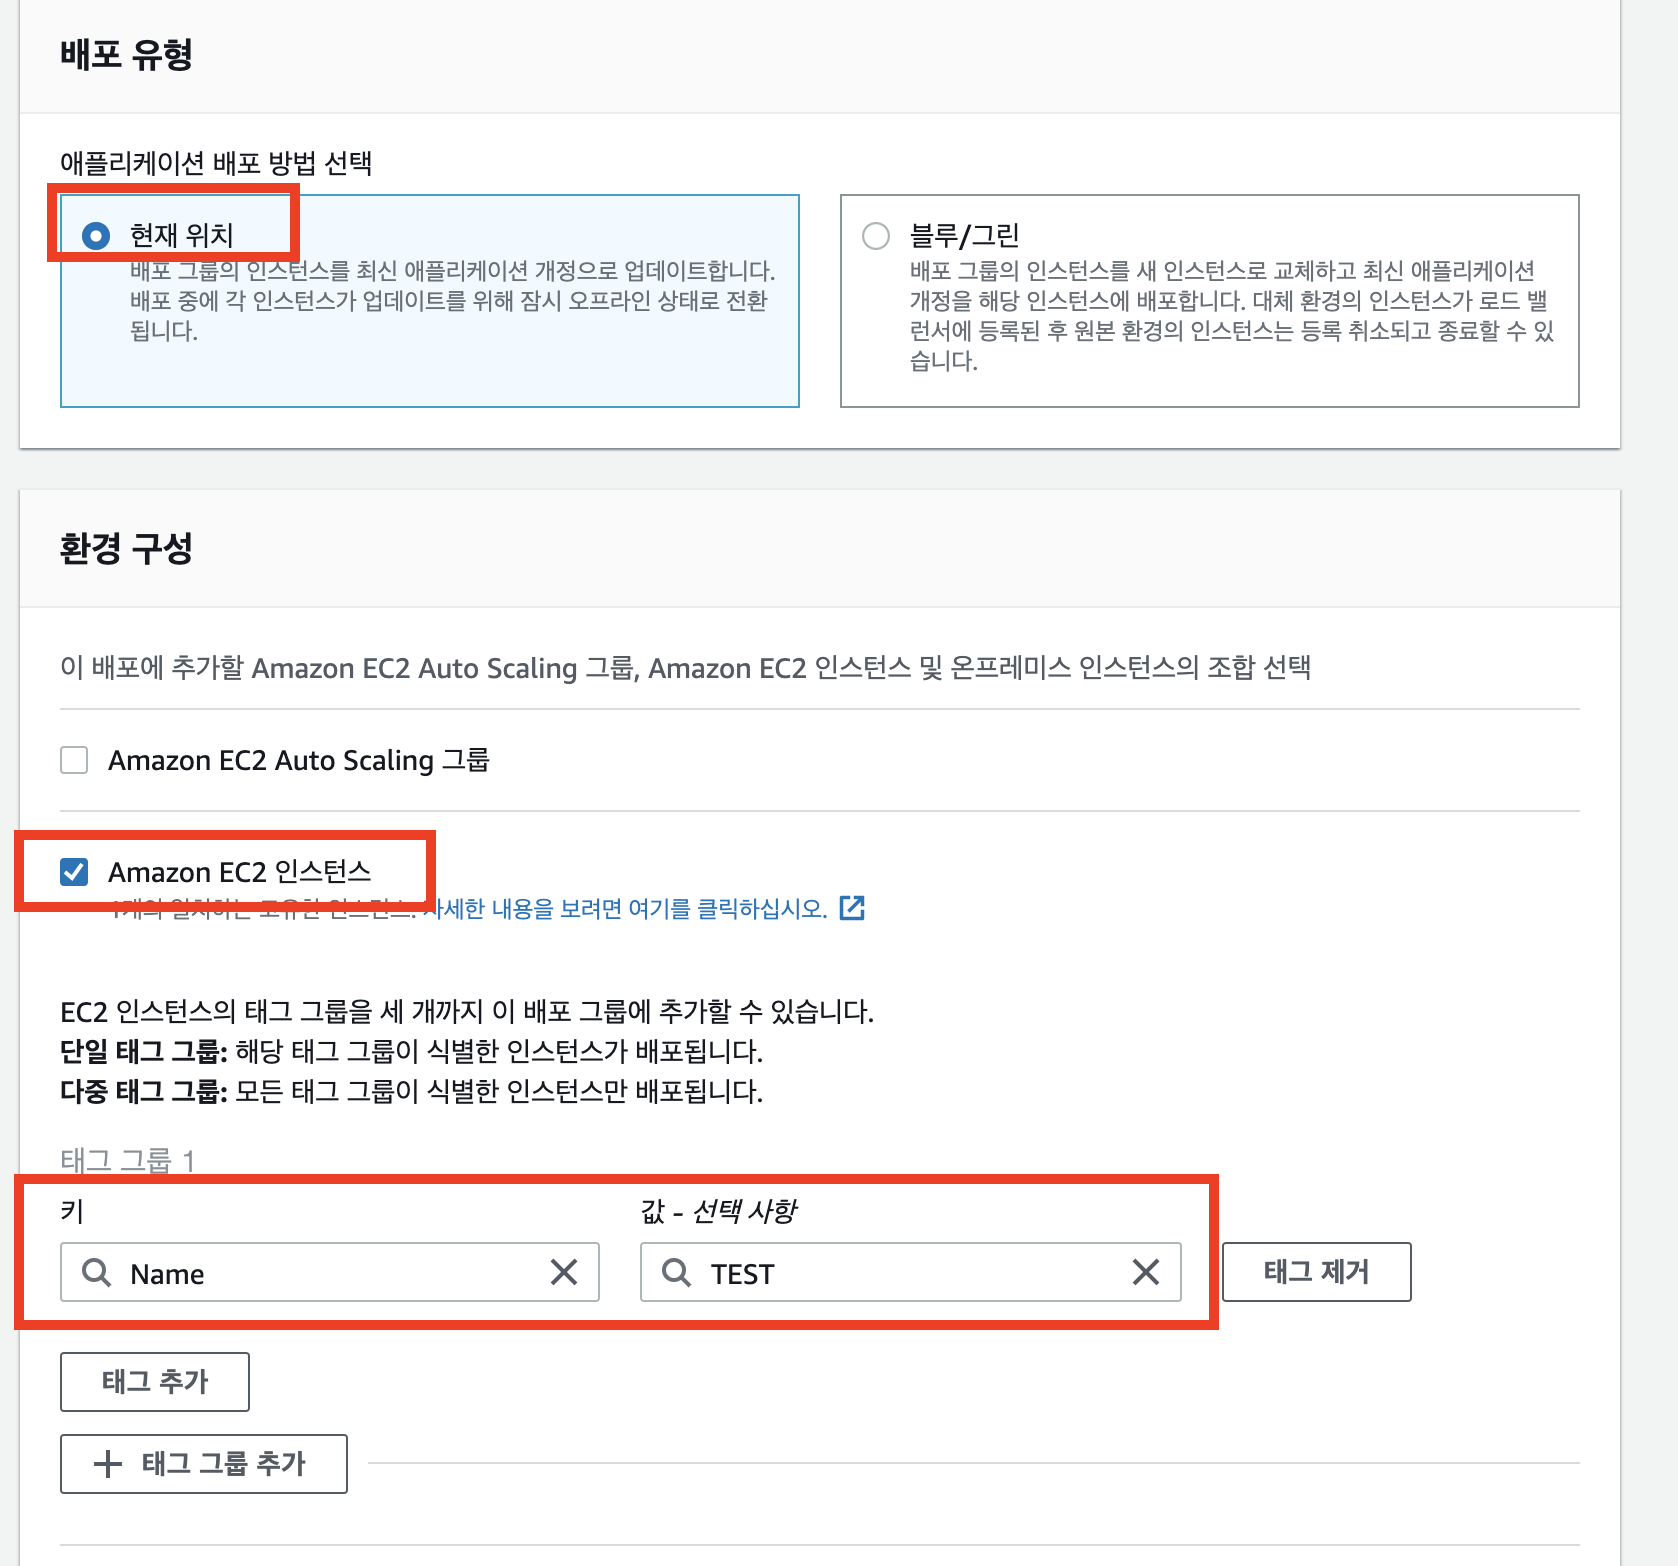 배포 유형
애플리케이션 배포 방법 선택
현재 위치
배포 그룹의 인스턴스를 최신 애플리케이션 개정으로 업데이트합니다.
배포 중에 각 인스턴스가 업데이트를 위해 잠시 오프라인 상태로 전환
됩니다.
블루/그린
배포 그룹의 인스턴스를 새 인스턴스로 교체하고 최신 애플리케이션
개정을 해당 인스턴스에 배포합니다. 대체 환경의 인스턴스가 로드 밸
런서에 등록된 후 원본 환경의 인스턴스는 등록 취소되고 종료할 수 있
습니다.
환경 구성
이 배포에 추가할 Amazon EC2 Auto Scaling 그룹, Amazon EC2 인스턴스 및 온프레미스 인스턴스의 조합 선택
Amazon EC2 Auto Scaling 그룹
Amazon EC2 인스턴스
1개의 일치하는 고유한 인스턴스. 자세한 내용을 보려면 여기를 클릭하십시오.
EC2 인스턴스의 태그 그룹을 세 개까지 이 배포 그룹에 추가할 수 있습니다.
단일 태그 그룹: 해당 태그 그룹이 식별한 인스턴스가 배포됩니다.
다중 태그 그룹: 모든 태그 그룹이 식별한 인스턴스만 배포됩니다.
태그 그룹 1
키
값 - 선택 사항
Name
TEST
태그 제거
태그 추가
태그 그룹 추가